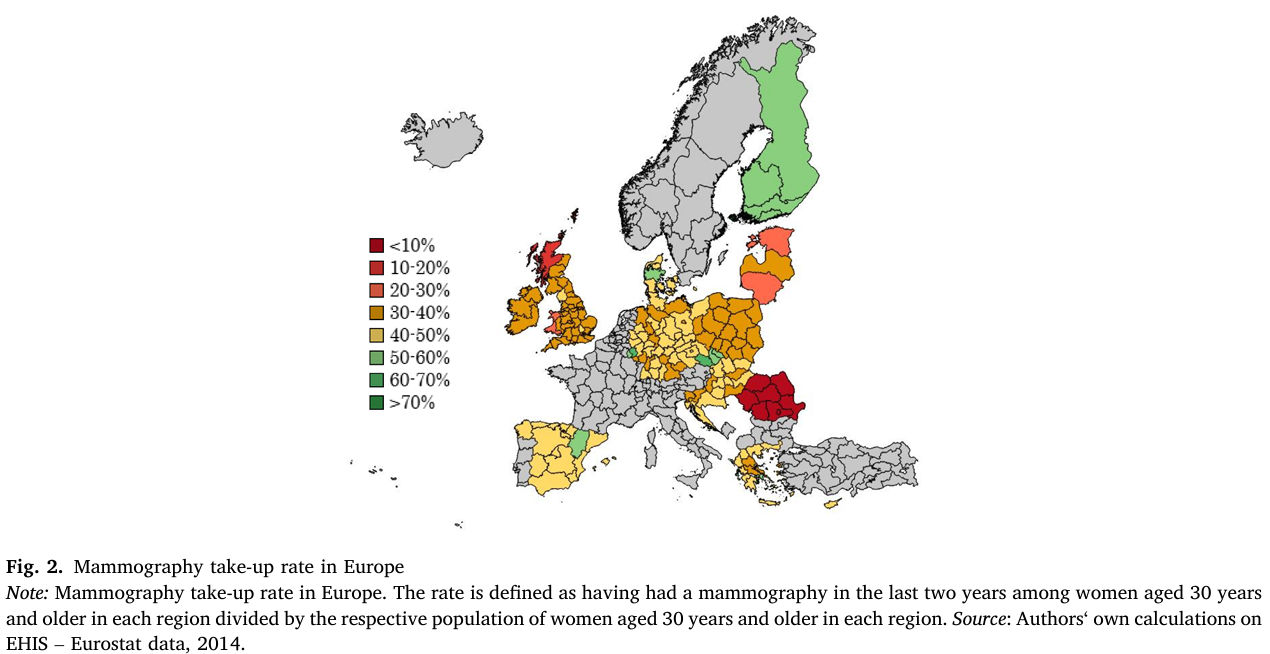 <10%
10-20%
20-30%
30-40%
40-50%
50-60%
60-70%
>70%
Fig. 2. Mammography take-up rate in Europe
Note: Mammography take-up rate in Europe. The rate is defined as having had a mammography in the last two years among women aged 30 years
and older in each region divided by the respective population of women aged 30 years and older in each region. Source: Authors‘ own calculations on
EHIS – Eurostat data, 2014.